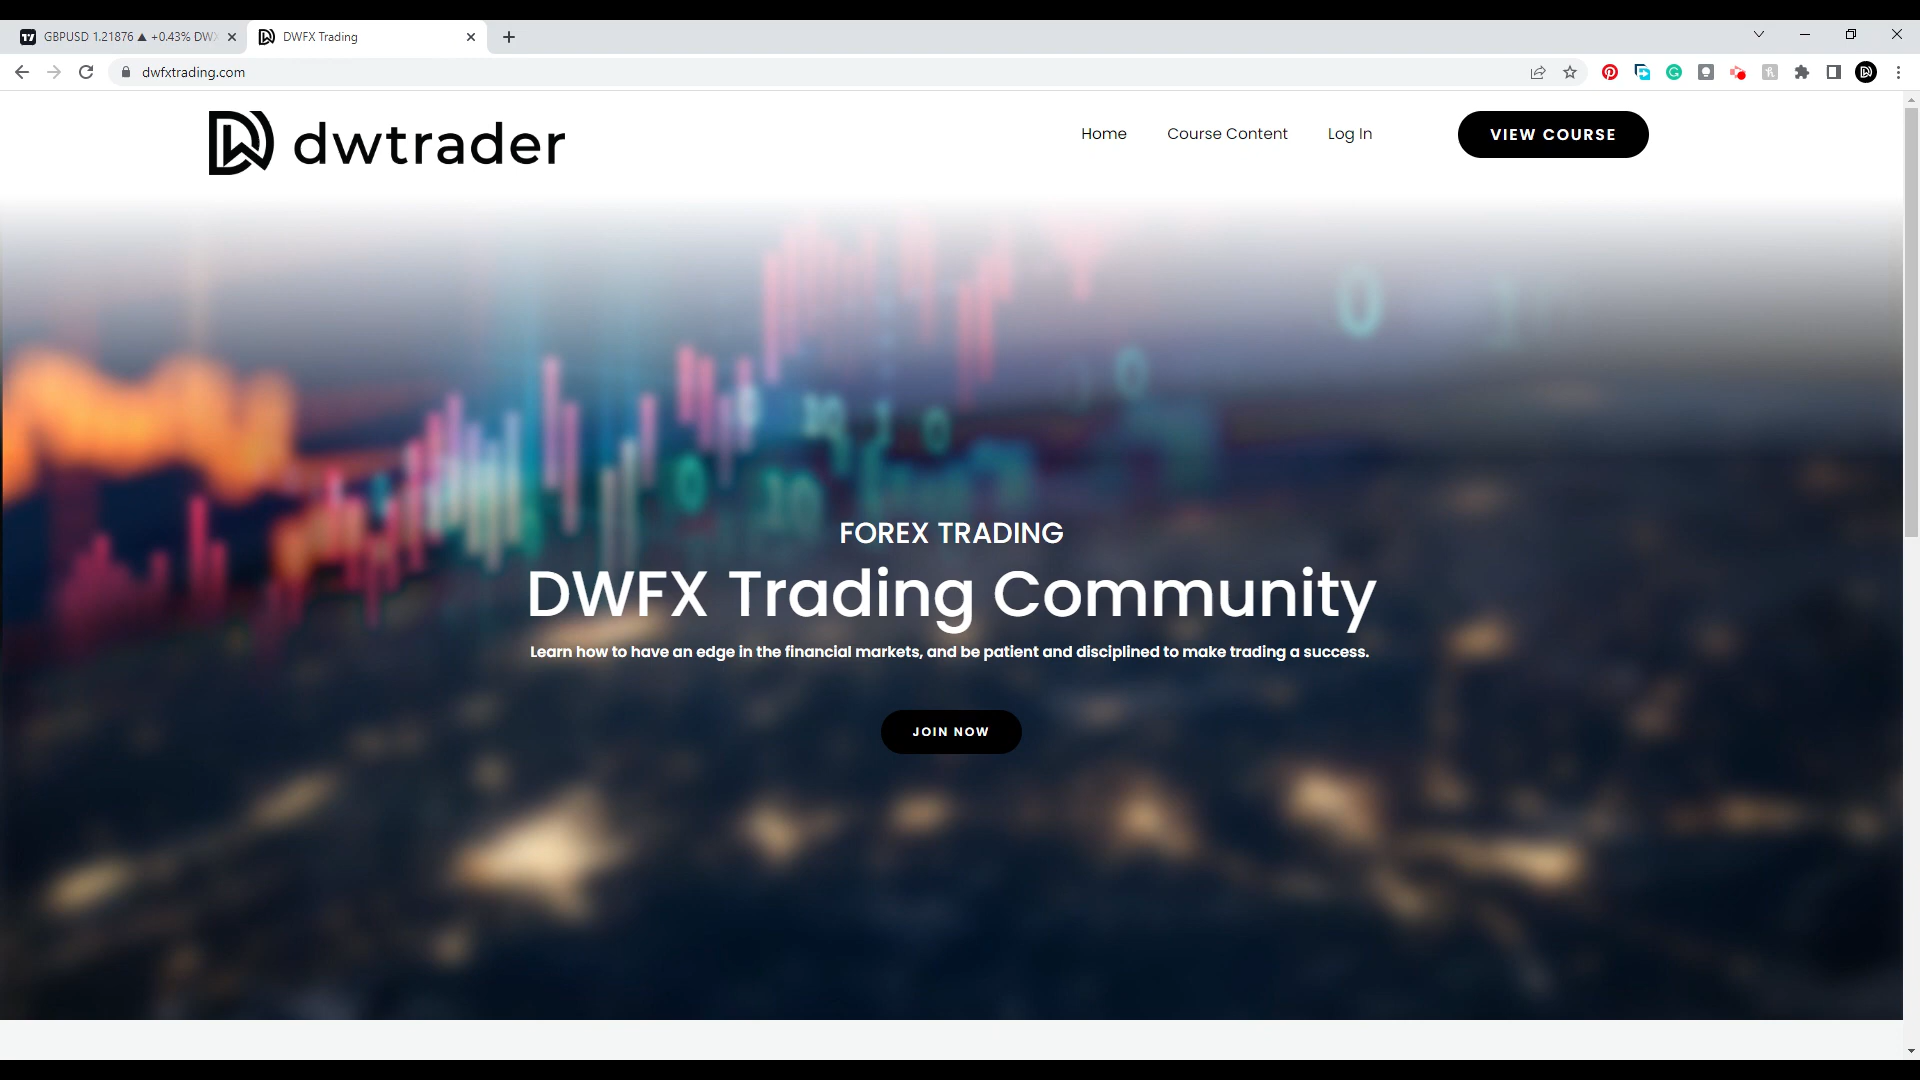 GBPUSD 1.21876 ▲ +0.43% DWX
DWFX Trading
dwfxtrading.com
dwtrader
Home
Course Content
Log In
VIEW COURSE
FOREX TRADING
DWFX Trading Community
Learn how to have an edge in the financial markets, and be patient and disciplined to make trading a success.
JOIN NOW